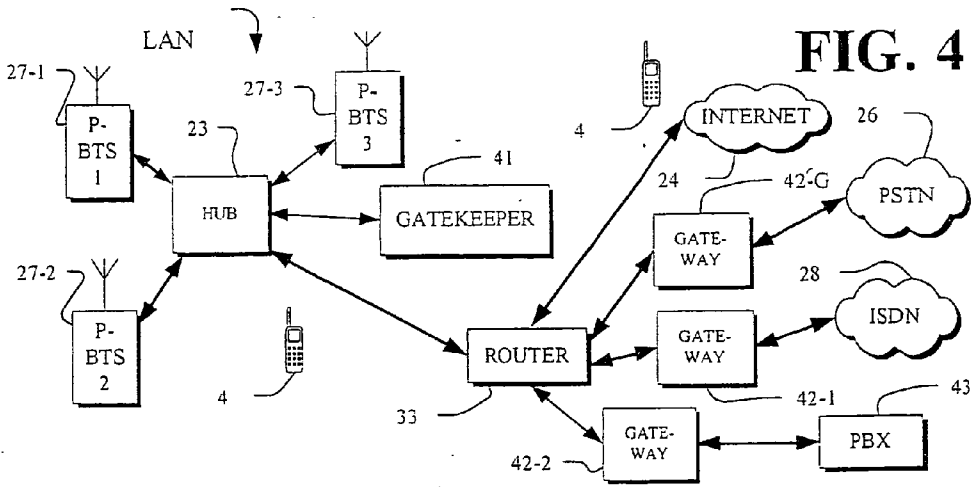 LAN
FIG. 4
27-1
P-
BTS
1
27-3
P-
BTS
3
23
HUB
41
GATEKEEPER
4
INTERNET
24
26
PSTN
42-G
GATE-
WAY
27-2
P-
BTS
2
4
28
ISDN
ROUTER
33
GATE-
WAY
42-1
43
GATE-
WAY
42-2
PBX